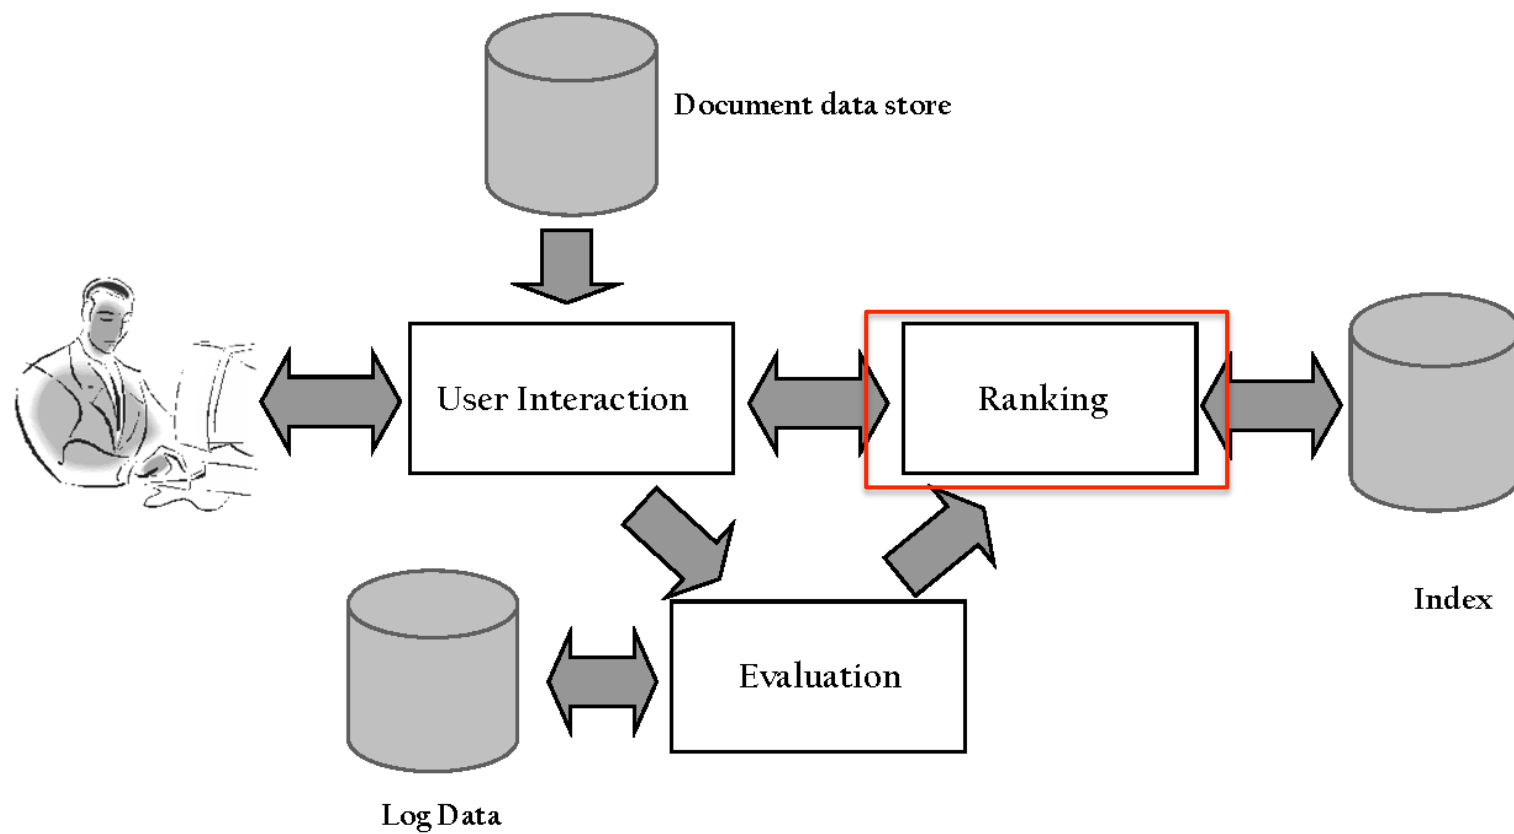 Document data store
User Interaction
Ranking
Index
Evaluation
Log Data